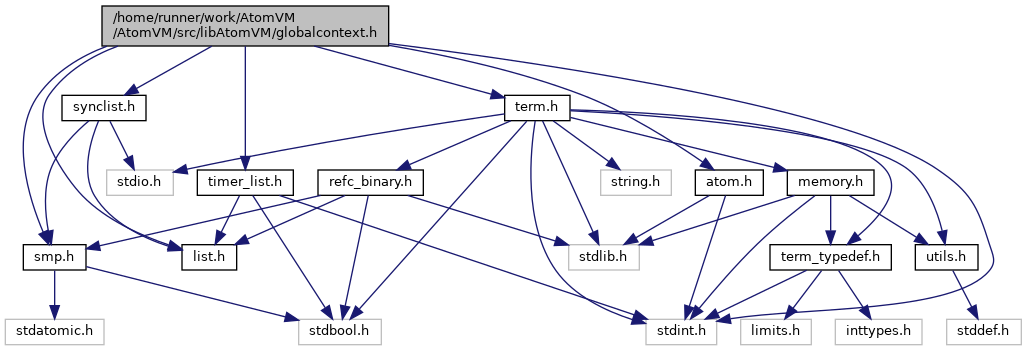 /home/runner/work/AtomVM
/AtomVM/src/libAtomVM/globalcontext.h
synclist.h
term.h
stdio.h
timer_list.h
refc_binary.h
string.h
atom.h
memory.h
smp.h
list.h
stdlib.h
term_typedef.h
utils.h
stdatomic.h
stdbool.h
stdint.h
limits.h
inttypes.h
stddef.h